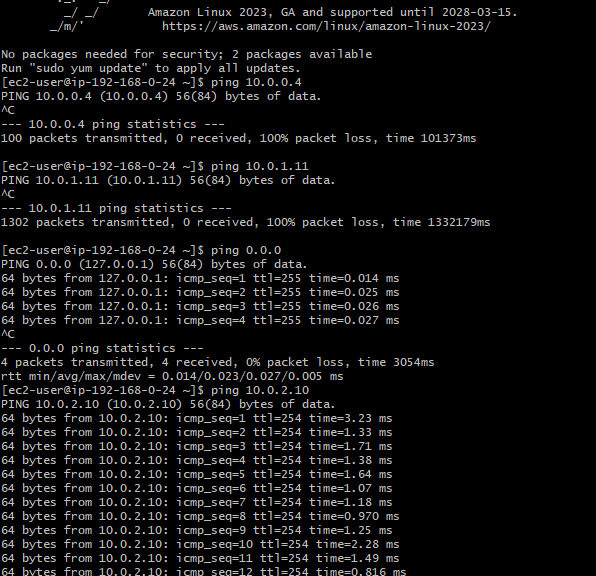 _/ _/ Amazon Linux 2023, GA and supported until 2028-03-15.
_/m/' https://aws.amazon.com/linux/amazon-linux-2023/
No packages needed for security; 2 packages available
Run "sudo yum update" to apply all updates.
[ec2-user@ip-192-168-0-24 ~]$ ping 10.0.0.4
PING 10.0.0.4 (10.0.0.4) 56(84) bytes of data.
^C
--- 10.0.0.4 ping statistics ---
100 packets transmitted, 0 received, 100% packet loss, time 101373ms
[ec2-user@ip-192-168-0-24 ~]$ ping 10.0.1.11
PING 10.0.1.11 (10.0.1.11) 56(84) bytes of data.
^C
--- 10.0.1.11 ping statistics ---
1302 packets transmitted, 0 received, 100% packet loss, time 1332179ms
[ec2-user@ip-192-168-0-24 ~]$ ping 0.0.0
PING 0.0.0 (127.0.0.1) 56(84) bytes of data.
64 bytes from 127.0.0.1: icmp_seq=1 ttl=255 time=0.014 ms
64 bytes from 127.0.0.1: icmp_seq=2 ttl=255 time=0.025 ms
64 bytes from 127.0.0.1: icmp_seq=3 ttl=255 time=0.026 ms
64 bytes from 127.0.0.1: icmp_seq=4 ttl=255 time=0.027 ms
^C
--- 0.0.0 ping statistics ---
4 packets transmitted, 4 received, 0% packet loss, time 3054ms
rtt min/avg/max/mdev = 0.014/0.023/0.027/0.005 ms
[ec2-user@ip-192-168-0-24 ~]$ ping 10.0.2.10
PING 10.0.2.10 (10.0.2.10) 56(84) bytes of data.
64 bytes from 10.0.2.10: icmp_seq=1 ttl=254 time=3.23 ms
64 bytes from 10.0.2.10: icmp_seq=2 ttl=254 time=1.33 ms
64 bytes from 10.0.2.10: icmp_seq=3 ttl=254 time=1.71 ms
64 bytes from 10.0.2.10: icmp_seq=4 ttl=254 time=1.38 ms
64 bytes from 10.0.2.10: icmp_seq=5 ttl=254 time=1.64 ms
64 bytes from 10.0.2.10: icmp_seq=6 ttl=254 time=1.07 ms
64 bytes from 10.0.2.10: icmp_seq=7 ttl=254 time=1.18 ms
64 bytes from 10.0.2.10: icmp_seq=8 ttl=254 time=0.970 ms
64 bytes from 10.0.2.10: icmp_seq=9 ttl=254 time=1.25 ms
64 bytes from 10.0.2.10: icmp_seq=10 ttl=254 time=2.28 ms
64 bytes from 10.0.2.10: icmp_seq=11 ttl=254 time=1.49 ms
64 bytes from 10.0.2.10: icmp_seq=12 ttl=254 time=0.816 ms